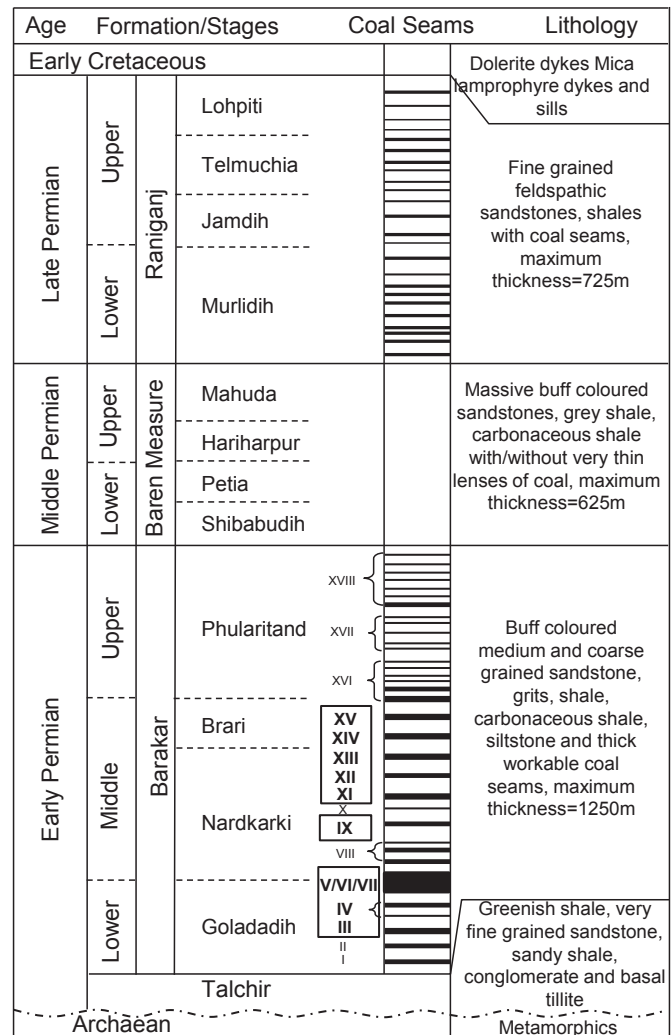 Age Formation/Stages Coal Seams Lithology
Early Cretaceous
Dolerite dykes Mica
lamprophyre dykes and
sills
Late Permian
Upper
Lower
Raniganj
Lohpiti
Telmuchia
Jamdih
Murlidih
Fine grained
feldspathic
sandstones, shales
with coal seams,
maximum
thickness=725m
Middle Permian
Upper
Lower
Baren Measure
Mahuda
Hariharpur
Petia
Shibabudih
Massive buff coloured
sandstones, grey shale,
carbonaceous shale
with/without very thin
lenses of coal, maximum
thickness=625m
Early Permian
Upper
Middle
Lower
Barakar
Phularitand
Brari
Nardkarki
Goladadih
XVIII
XVII
XVI
XV
XIV
XIII
XII
XI
X
IX
VIII
V/VI/VII
IV
III
II
I
Buff coloured
medium and coarse
grained sandstone,
grits, shale,
carbonaceous shale,
siltstone and thick
workable coal
seams, maximum
thickness=1250m
Talchir
Greenish shale, very
fine grained sandstone,
sandy shale,
conglomerate and basal
tillite
Archaean
Metamorphics